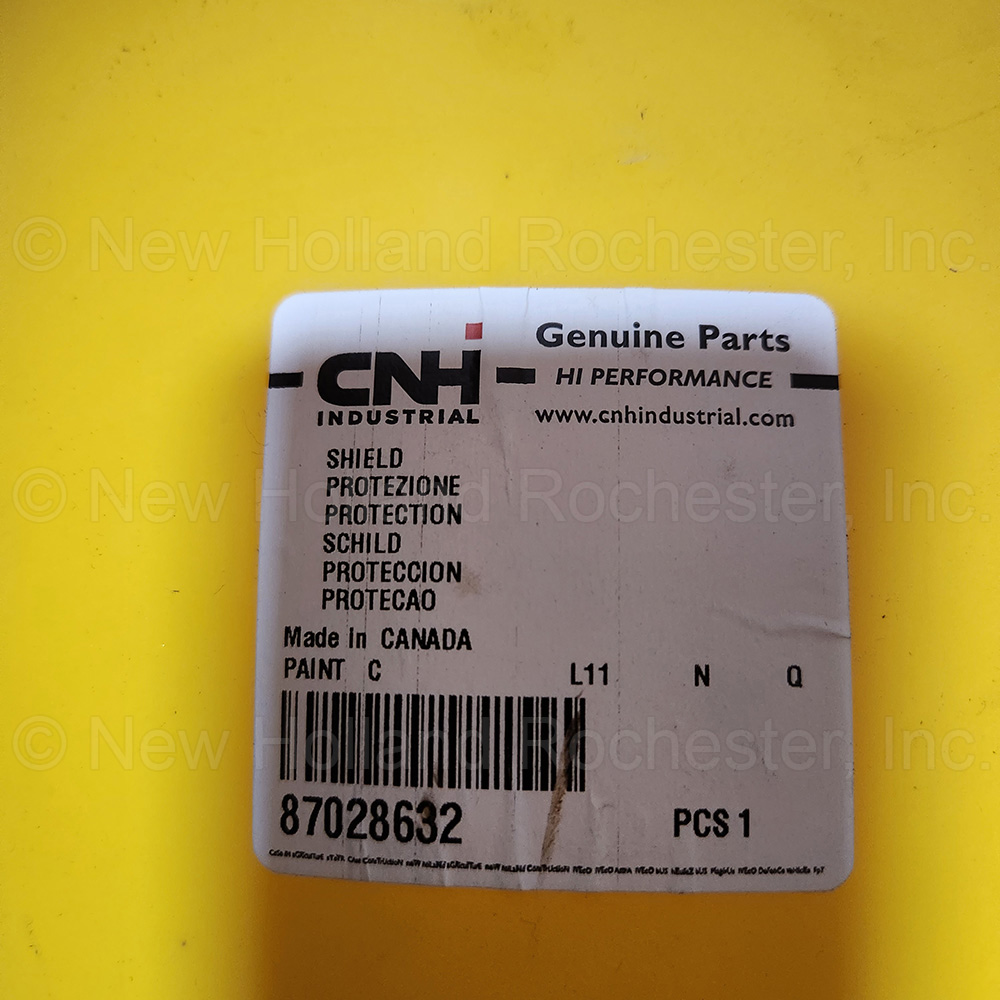 © New Holland Rochester, Inc.
CNH
INDUSTRIAL
Genuine Parts
HI PERFORMANCE
www.cnhindustrial.com
SHIELD
PROTEZIONE
© New Holland Rochester, Inc.
PROTECTION
SCHILD
PROTECCION
PROTECAO
Made In CANADA
PAINT C L11 N Q
© New Holland Rochester, Inc.
87028632 PCS 1